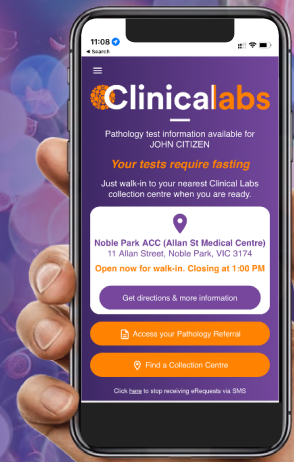 11:08
◂ Search
Clinicalabs
Pathology test information available for
JOHN CITIZEN
Your tests require fasting
Just walk-in to your nearest Clinical Labs
collection centre when you are ready.
Noble Park ACC (Allan St Medical Centre)
11 Allan Street, Noble Park, VIC 3174
Open now for walk-in. Closing at 1:00 PM
Get directions & more information
Access your Pathology Referral
Find a Collection Centre
Click here to stop receiving eRequests via SMS